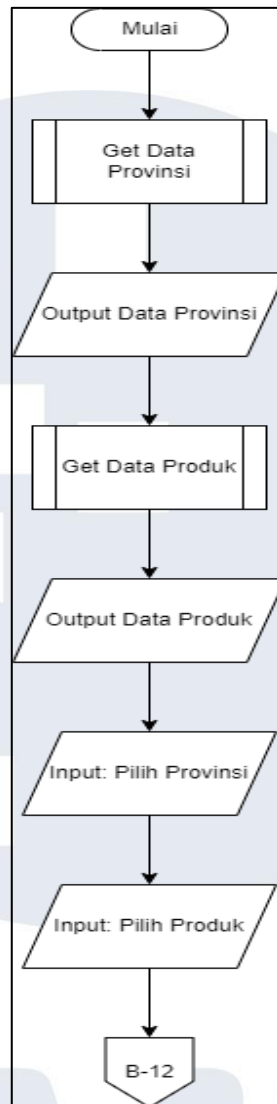 Mulai
Get Data
Provinsi
Output Data Provinsi
Get Data Produk
Output Data Produk
Input: Pilih Provinsi
Input: Pilih Produk
B-12